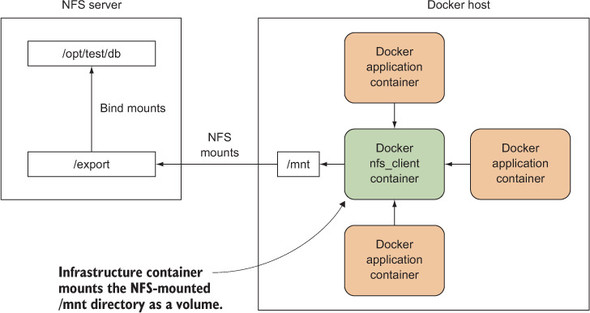 NFS server
Docker host
/opt/test/db
Bind mounts
/export
NFS
mounts
/mnt
Docker
application
container
Docker
nfs_client
container
Docker
application
container
Docker
application
container
Infrastructure container
mounts the NFS-mounted
/mnt directory as a volume.